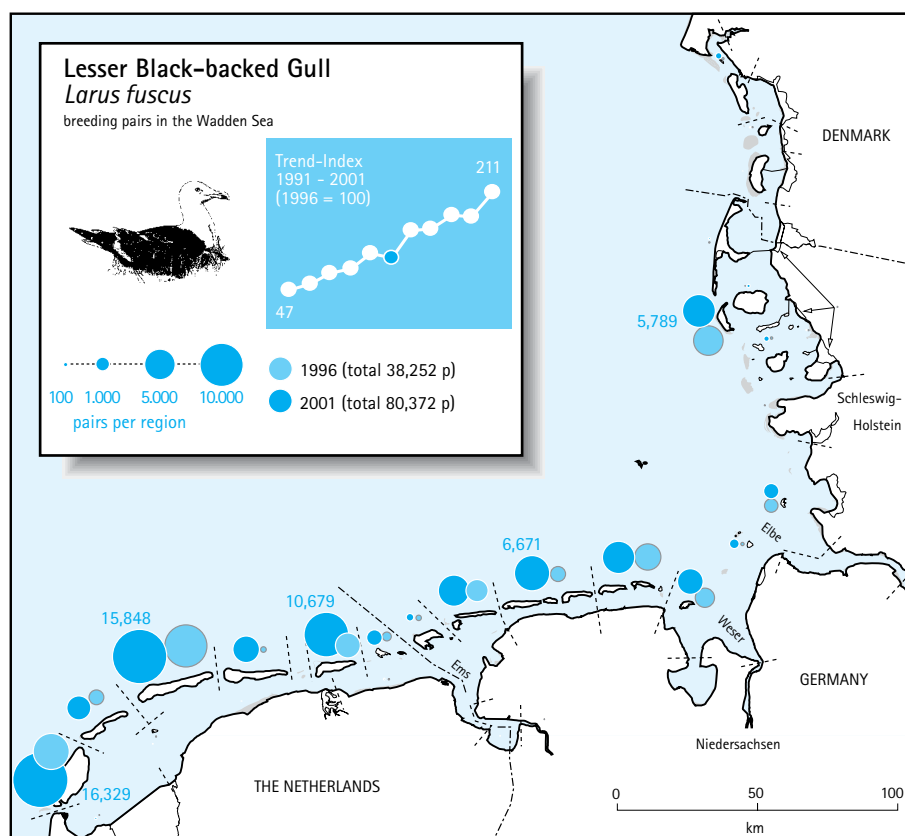 Lesser Black-backed Gull
Larus fuscus
breeding pairs in the Wadden Sea
Trend-Index
1991 - 2001
(1996 = 100)
211
47
100 1.000 5.000 10.000
pairs per region
1996 (total 38,252 p)
2001 (total 80,372 p)
DENMARK
5,789
Schleswig-
Holstein
Elbe
6,671
10,679
15,848
Weser
Ems
GERMANY
Niedersachsen
THE NETHERLANDS
16,329
0 50 100
km